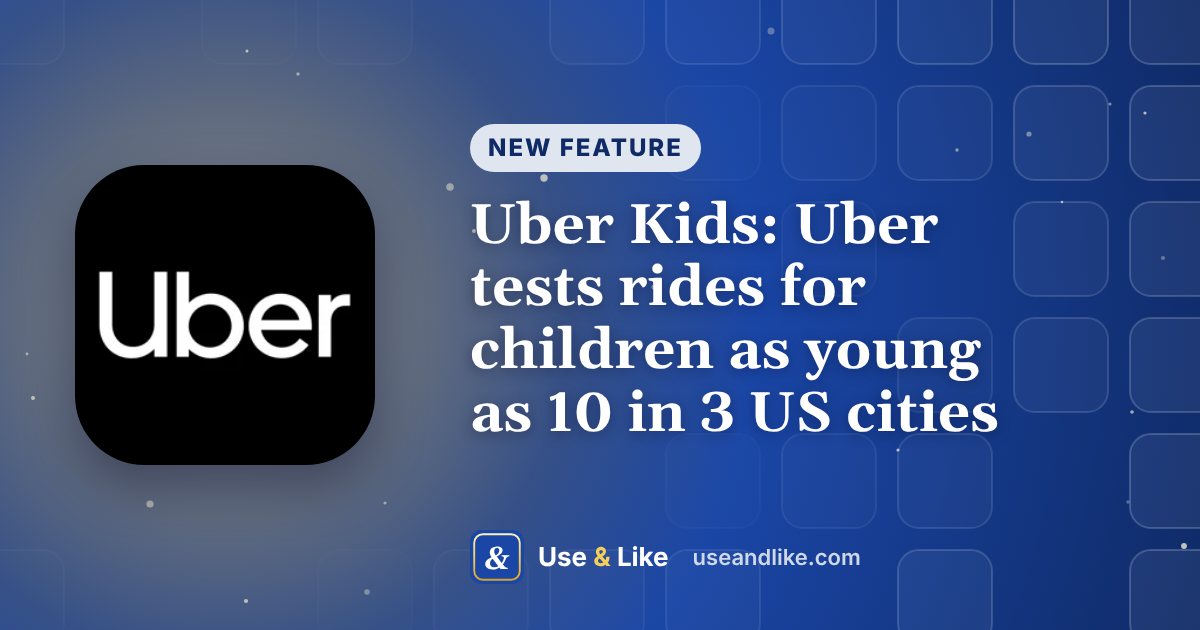 Uber
NEW FEATURE
Uber Kids: Uber
tests rides for
children as young
as 10 in 3 US cities
& Use & Like useandlike.com